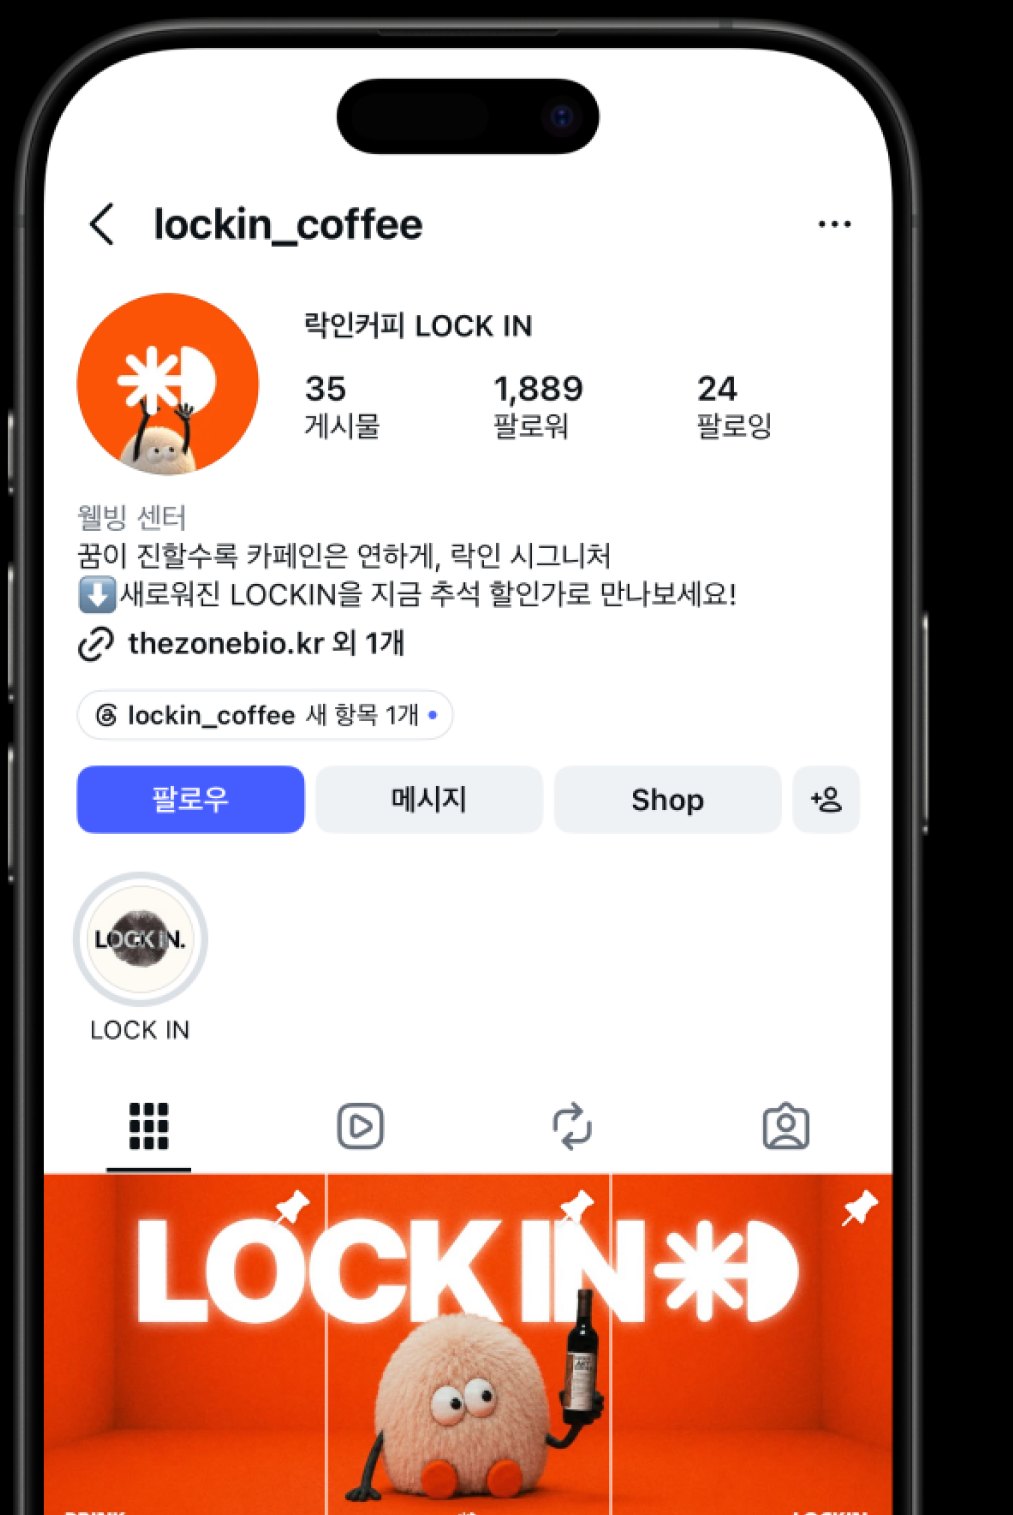 lockin_coffee
락인커피 LOCK IN
35 1,889 24
게시물 팔로워 팔로잉
웰빙 센터
꿈이 진할수록 카페인은 연하게, 락인 시그니처
⬇️새로워진 LOCKIN을 지금 추석 할인가로 만나보세요!
thezonebio.kr 외 1개
lockin_coffee 새 항목 1개
팔로우 메시지 Shop
LOCK IN.
LOCK IN
LOCK IN